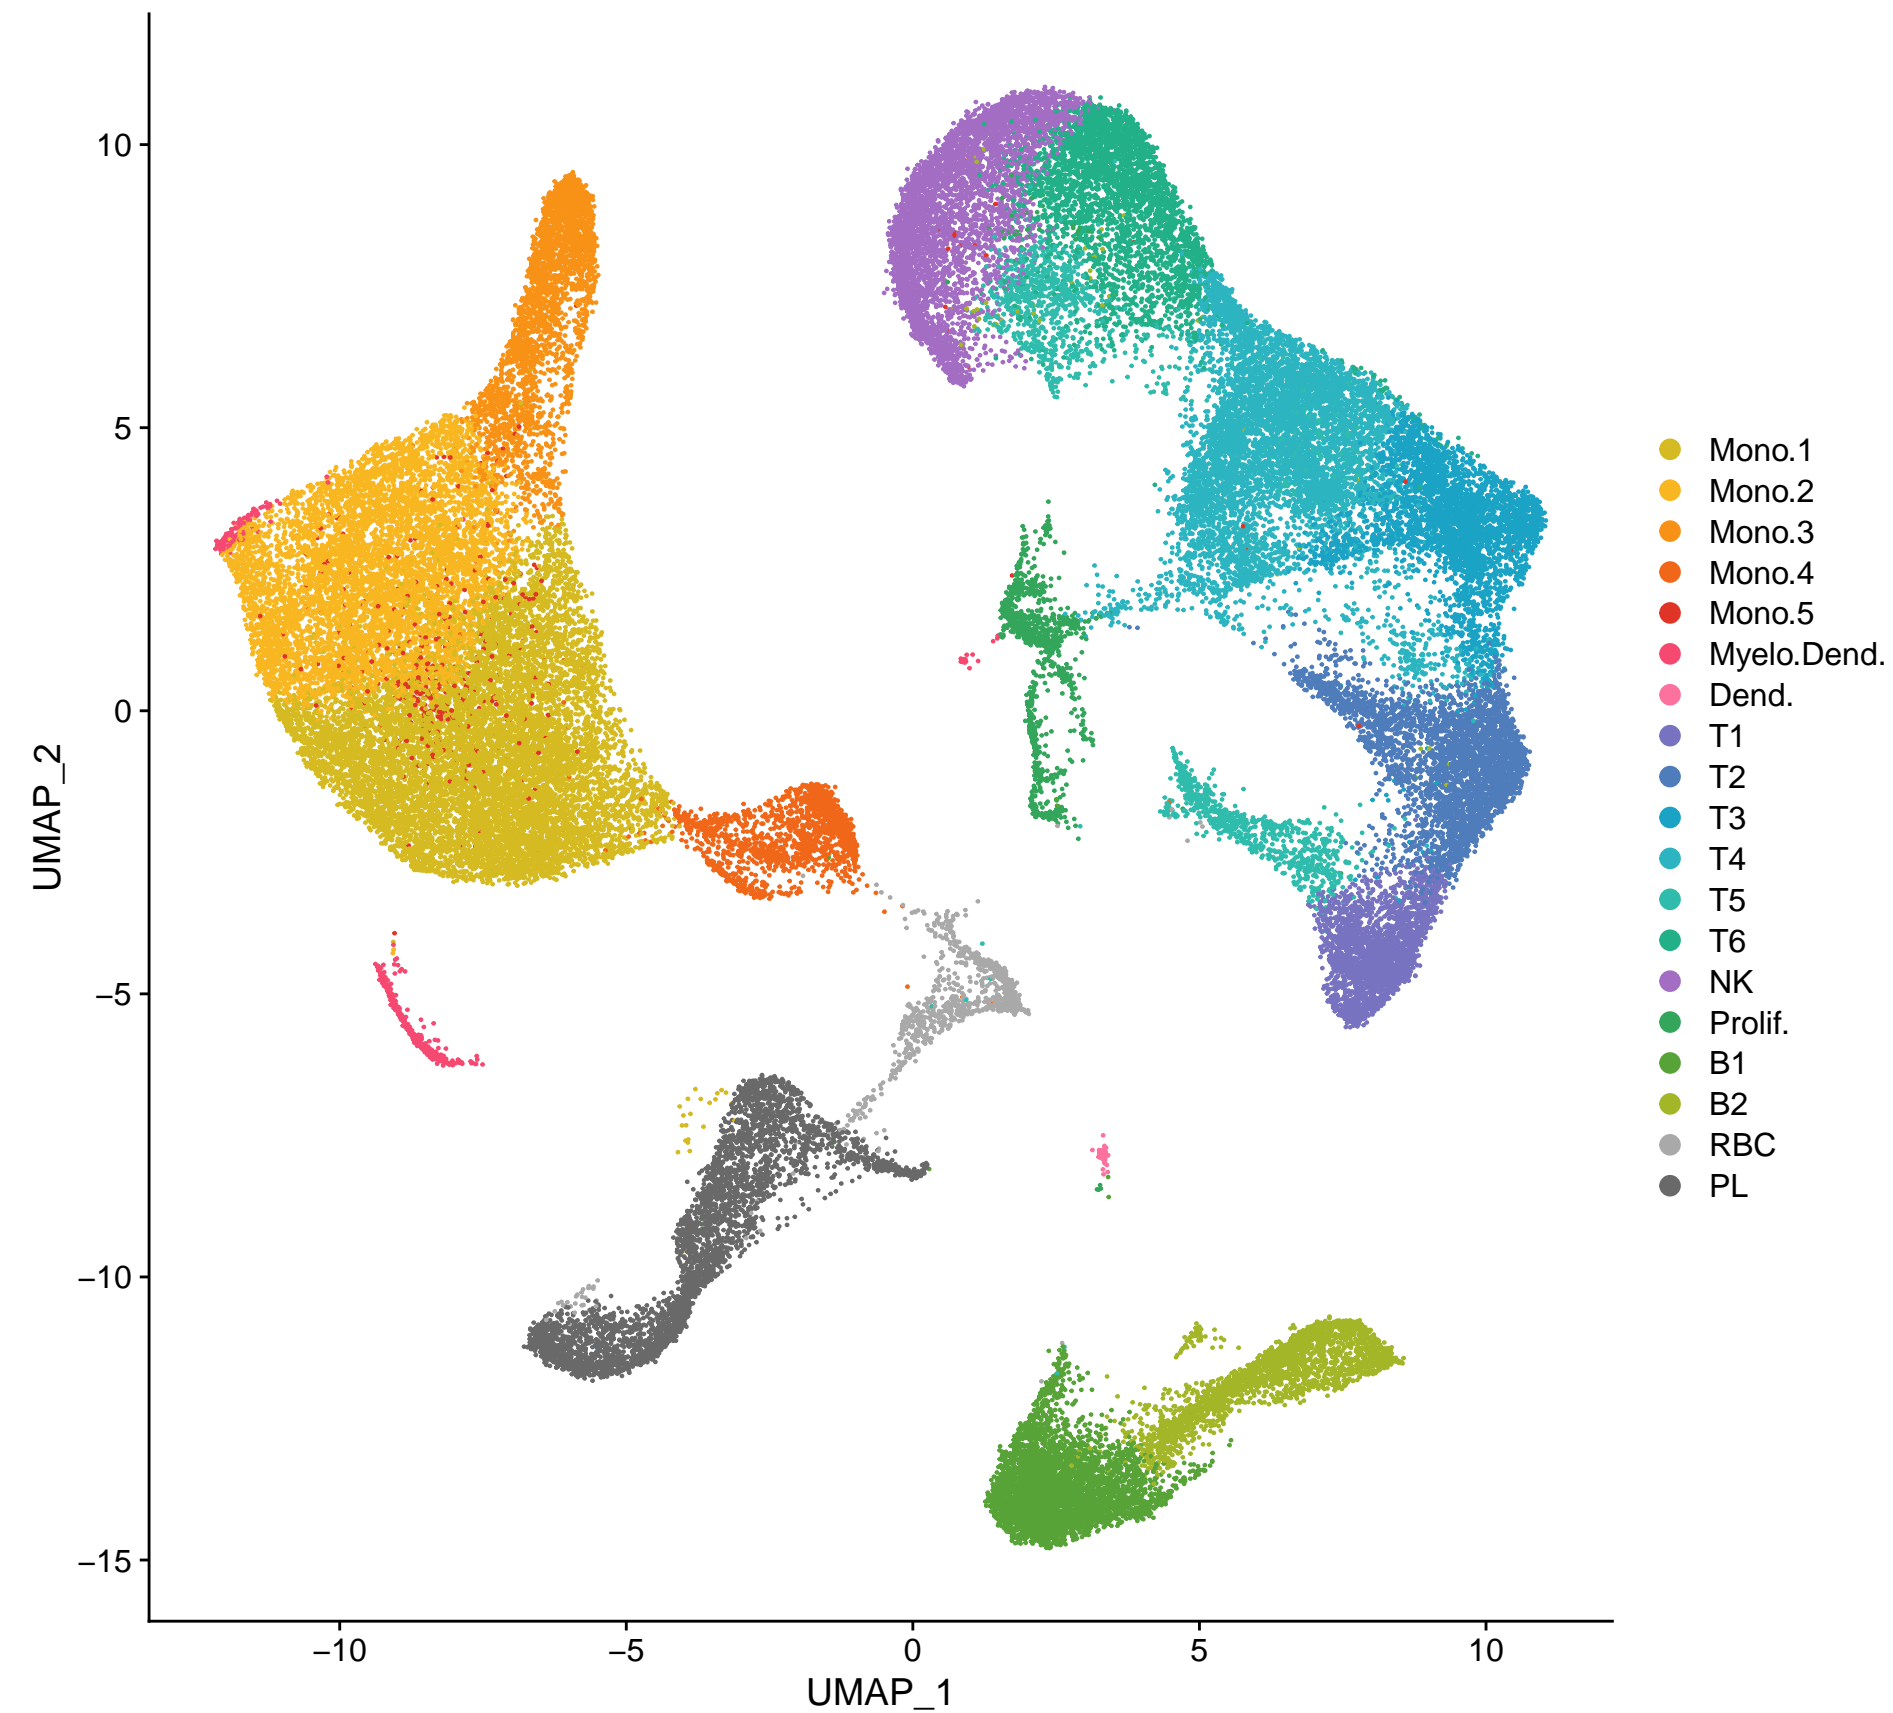 10
5
0
−5
−10
−15
UMAP_2
−10
−5
0
5
10
UMAP_1
Mono.1
Mono.2
Mono.3
Mono.4
Mono.5
Myelo.Dend.
Dend.
T1
T2
T3
T4
T5
T6
NK
Prolif.
B1
B2
RBC
PL